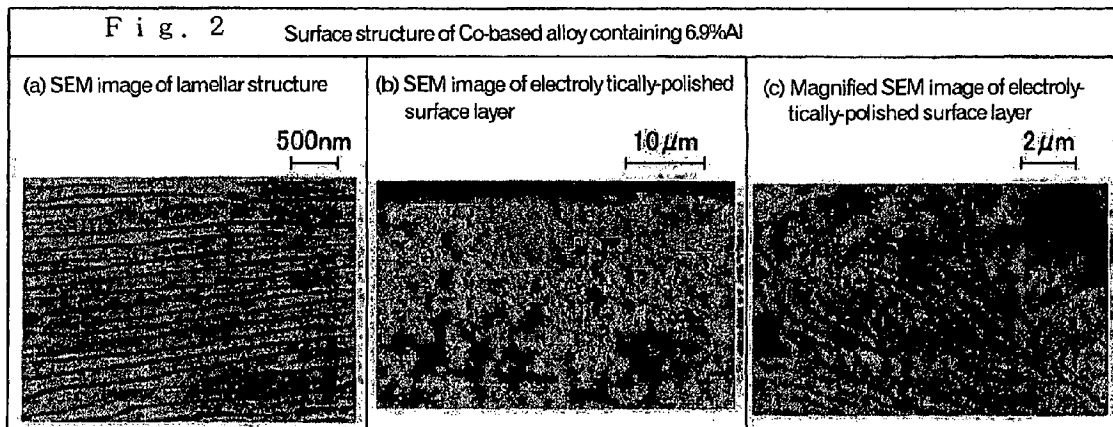 Fig. 2 Surface structure of Co-based alloy containing 6.9%Al
(a) SEM image of lamellar structure
500nm
(b) SEM image of electroly tically-polished
surface layer
10μm
(c) Magnified SEM image of electroly-
tically-polished surface layer
2μm